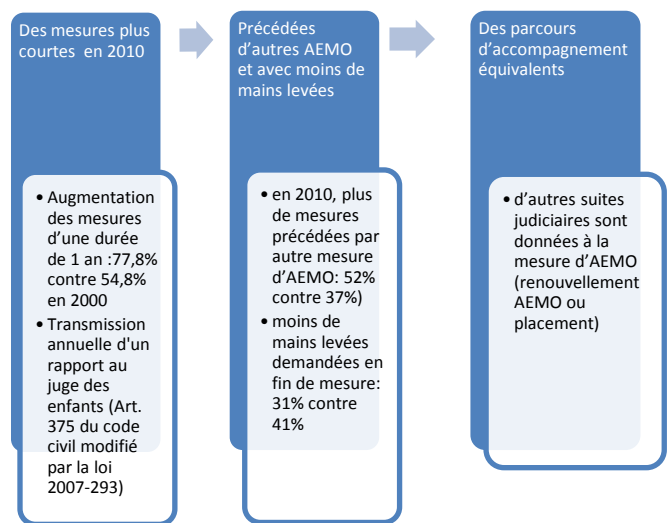 Des mesures plus
courtes en 2010
• Augmentation
des mesures
d'une durée
de 1 an :77,8%
contre 54,8%
en 2000
• Transmission
annuelle d'un
rapport au
juge des
enfants (Art.
375 du code
civil modifié
par la loi
2007-293)
Précédées
d'autres AEMO
et avec moins de
mains levées
• en 2010, plus
de mesures
précédées par
autre mesure
d'AEMO: 52%
contre 37%)
• moins de
mains levées
demandées en
fin de mesure:
31% contre
41%
Des parcours
d'accompagnement
équivalents
• d'autres suites
judiciaires sont
données à la
mesure d'AEMO
(renouvellement
AEMO ou
placement)